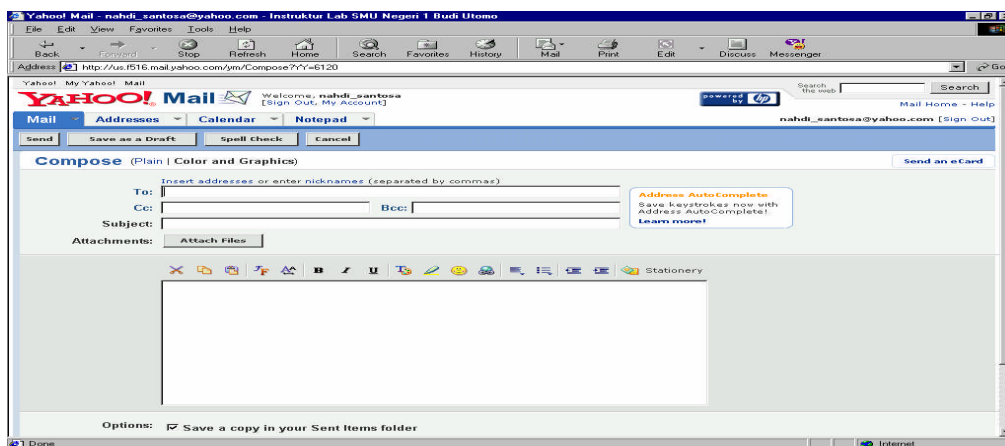 Yahoo! Mail - nahdi_santosa@yahoo.com - Instruktur Lab SMU Negeri 1 Budi Utomo
File Edit View Favorites Tools Help
Back Forward Stop Refresh Home Search Favorites History Mail Print Edit Discuss Messenger
Address http://us.f516.mail.yahoo.com/ym/Compose?YY=6120 Go
Yahoo! My Yahoo! Mail
YAHOO! Mail
Welcome, nahdi_santosa
[Sign Out, My Account]
powered by hp
Search the web Search
Mail Home - Help
Mail Addresses Calendar Notepad nahdi_santosa@yahoo.com [Sign Out]
Send Save as a Draft Spell Check Cancel
Compose (Plain | Color and Graphics) Send an eCard
Insert addresses or enter nicknames (separated by commas)
To:
Cc: Bcc:
Subject:
Attachments: Attach Files
Address AutoComplete
Save keystrokes now with
Address AutoComplete!
Learn more!
B I U Stationery
Options: Save a copy in your Sent Items folder
Done Internet